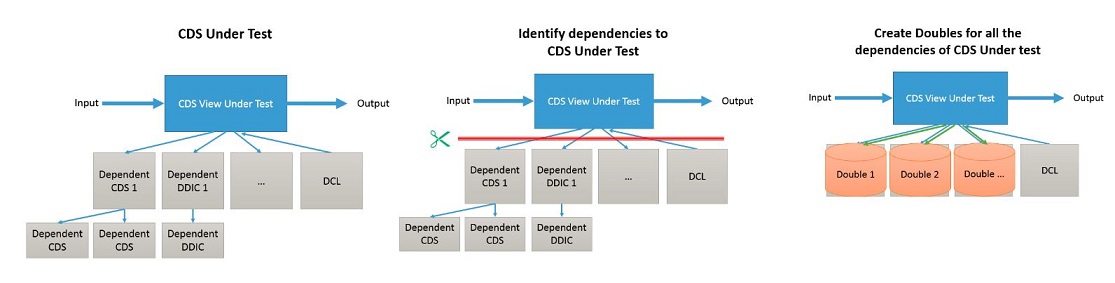 CDS Under Test
Input
CDS View Under Test
Output
Dependent
CDS 1
Dependent
DDIC 1
...
DCL
Dependent
CDS
Dependent
CDS
Dependent
DDIC
Identify dependencies to
CDS Under Test
Input
CDS View Under Test
Output
Dependent
CDS 1
Dependent
DDIC 1
...
DCL
Dependent
CDS
Dependent
CDS
Dependent
DDIC
Create Doubles for all the
dependencies of CDS Under test
Input
CDS View Under Test
Output
Double 1
Double 2
Double ...
DCL